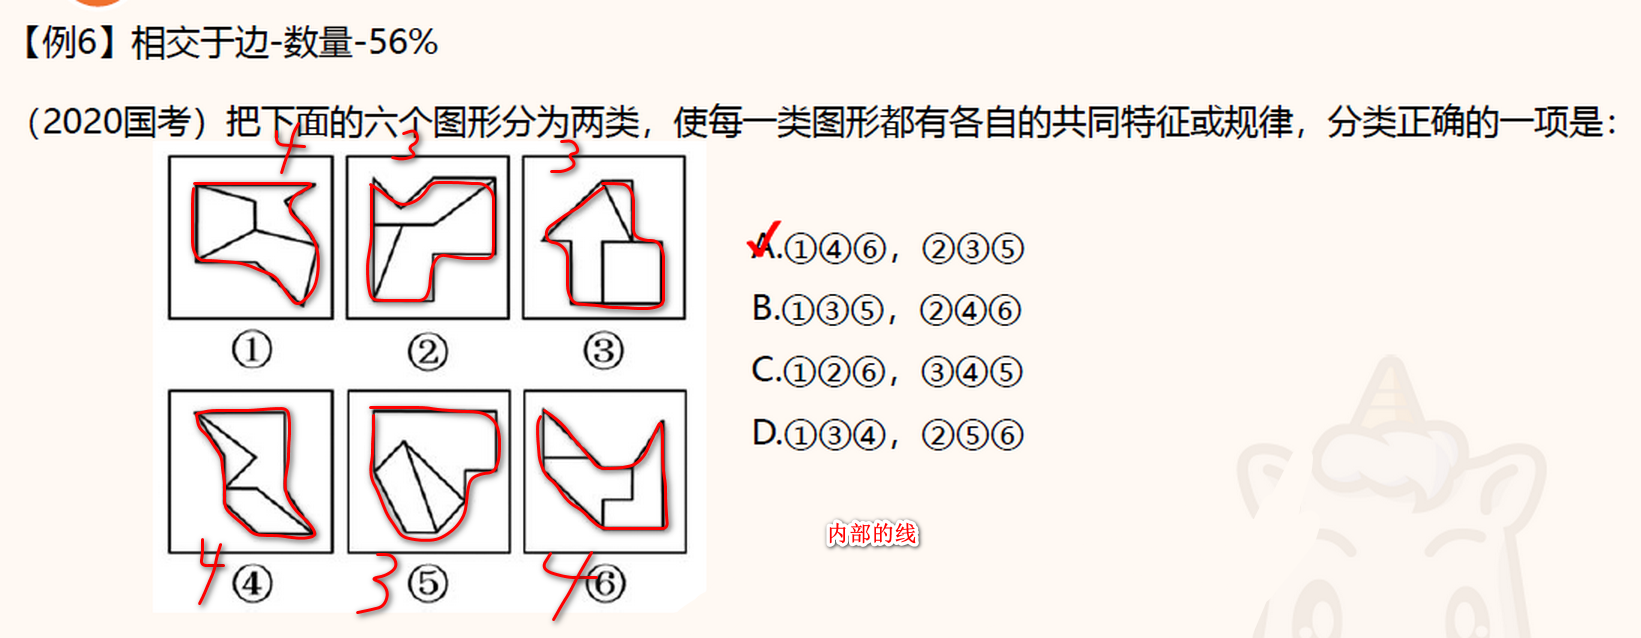 【例6】相交于边-数量-56%
（2020国考）把下面的六个图形分为两类，使每一类图形都有各自的共同特征或规律，分类正确的一项是：
4 3 3
① ② ③
4 ④ 3 ⑤ 4 ⑥
A.①④⑥，②③⑤
B.①③⑤，②④⑥
C.①②⑥，③④⑤
D.①③④，②⑤⑥
内部的线